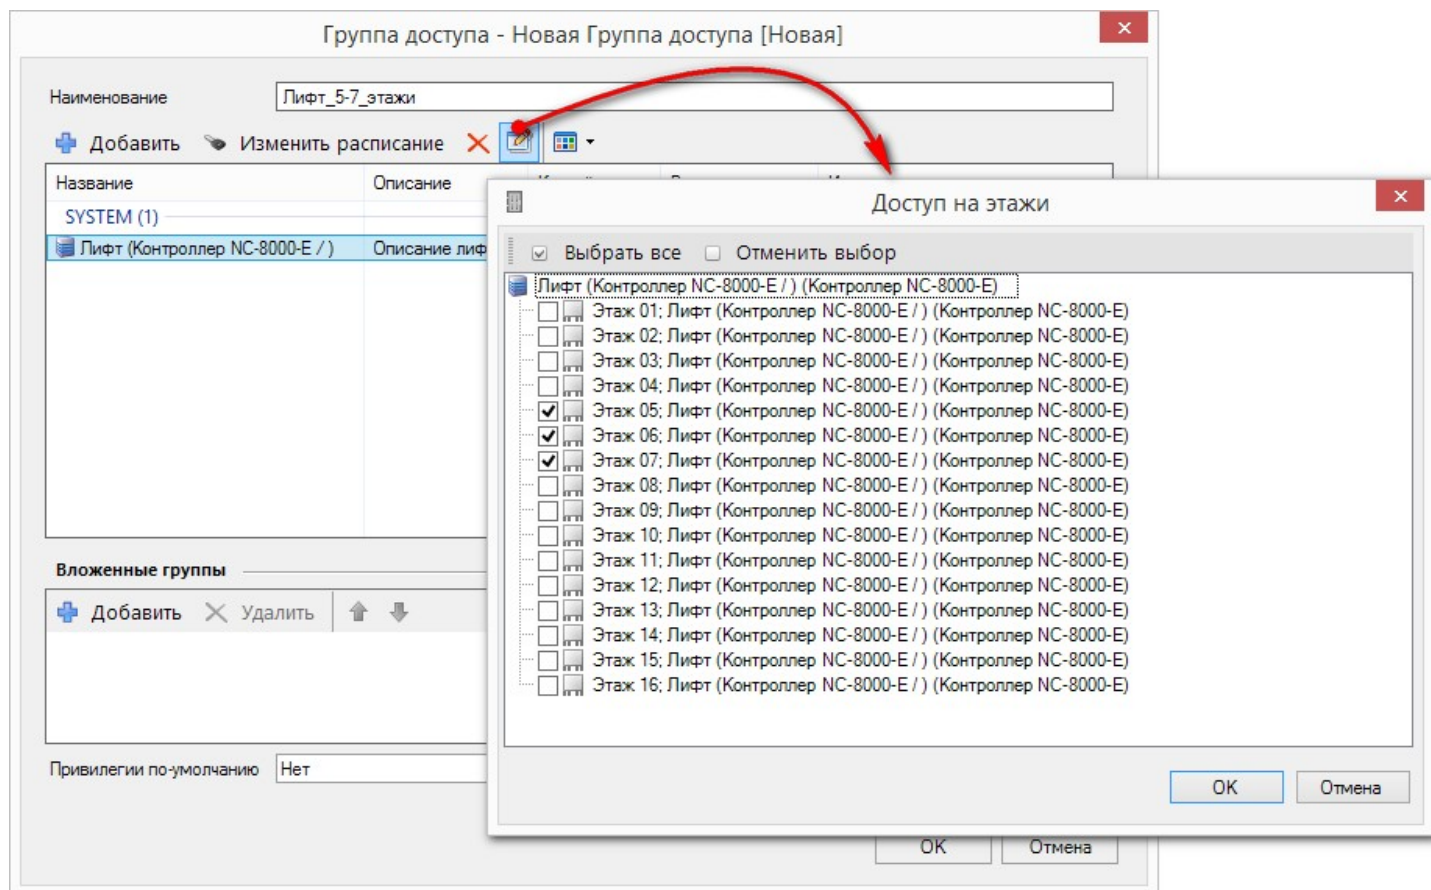 Группа доступа - Новая Группа доступа [Новая]
Наименование Лифт_5-7_этажи
Добавить Изменить расписание
Название Описание
SYSTEM (1)
Лифт (Контроллер NC-8000-E / ) Описание лиф
Доступ на этажи
Выбрать все Отменить выбор
Лифт (Контроллер NC-8000-E / ) (Контроллер NC-8000-E)
Этаж 01; Лифт (Контроллер NC-8000-E / ) (Контроллер NC-8000-E)
Этаж 02; Лифт (Контроллер NC-8000-E / ) (Контроллер NC-8000-E)
Этаж 03; Лифт (Контроллер NC-8000-E / ) (Контроллер NC-8000-E)
Этаж 04; Лифт (Контроллер NC-8000-E / ) (Контроллер NC-8000-E)
Этаж 05; Лифт (Контроллер NC-8000-E / ) (Контроллер NC-8000-E)
Этаж 06; Лифт (Контроллер NC-8000-E / ) (Контроллер NC-8000-E)
Этаж 07; Лифт (Контроллер NC-8000-E / ) (Контроллер NC-8000-E)
Этаж 08; Лифт (Контроллер NC-8000-E / ) (Контроллер NC-8000-E)
Этаж 09; Лифт (Контроллер NC-8000-E / ) (Контроллер NC-8000-E)
Этаж 10; Лифт (Контроллер NC-8000-E / ) (Контроллер NC-8000-E)
Этаж 11; Лифт (Контроллер NC-8000-E / ) (Контроллер NC-8000-E)
Этаж 12; Лифт (Контроллер NC-8000-E / ) (Контроллер NC-8000-E)
Этаж 13; Лифт (Контроллер NC-8000-E / ) (Контроллер NC-8000-E)
Этаж 14; Лифт (Контроллер NC-8000-E / ) (Контроллер NC-8000-E)
Этаж 15; Лифт (Контроллер NC-8000-E / ) (Контроллер NC-8000-E)
Этаж 16; Лифт (Контроллер NC-8000-E / ) (Контроллер NC-8000-E)
OK Отмена
Вложенные группы
Добавить Удалить
Привилегии по-умолчанию Нет
OK Отмена